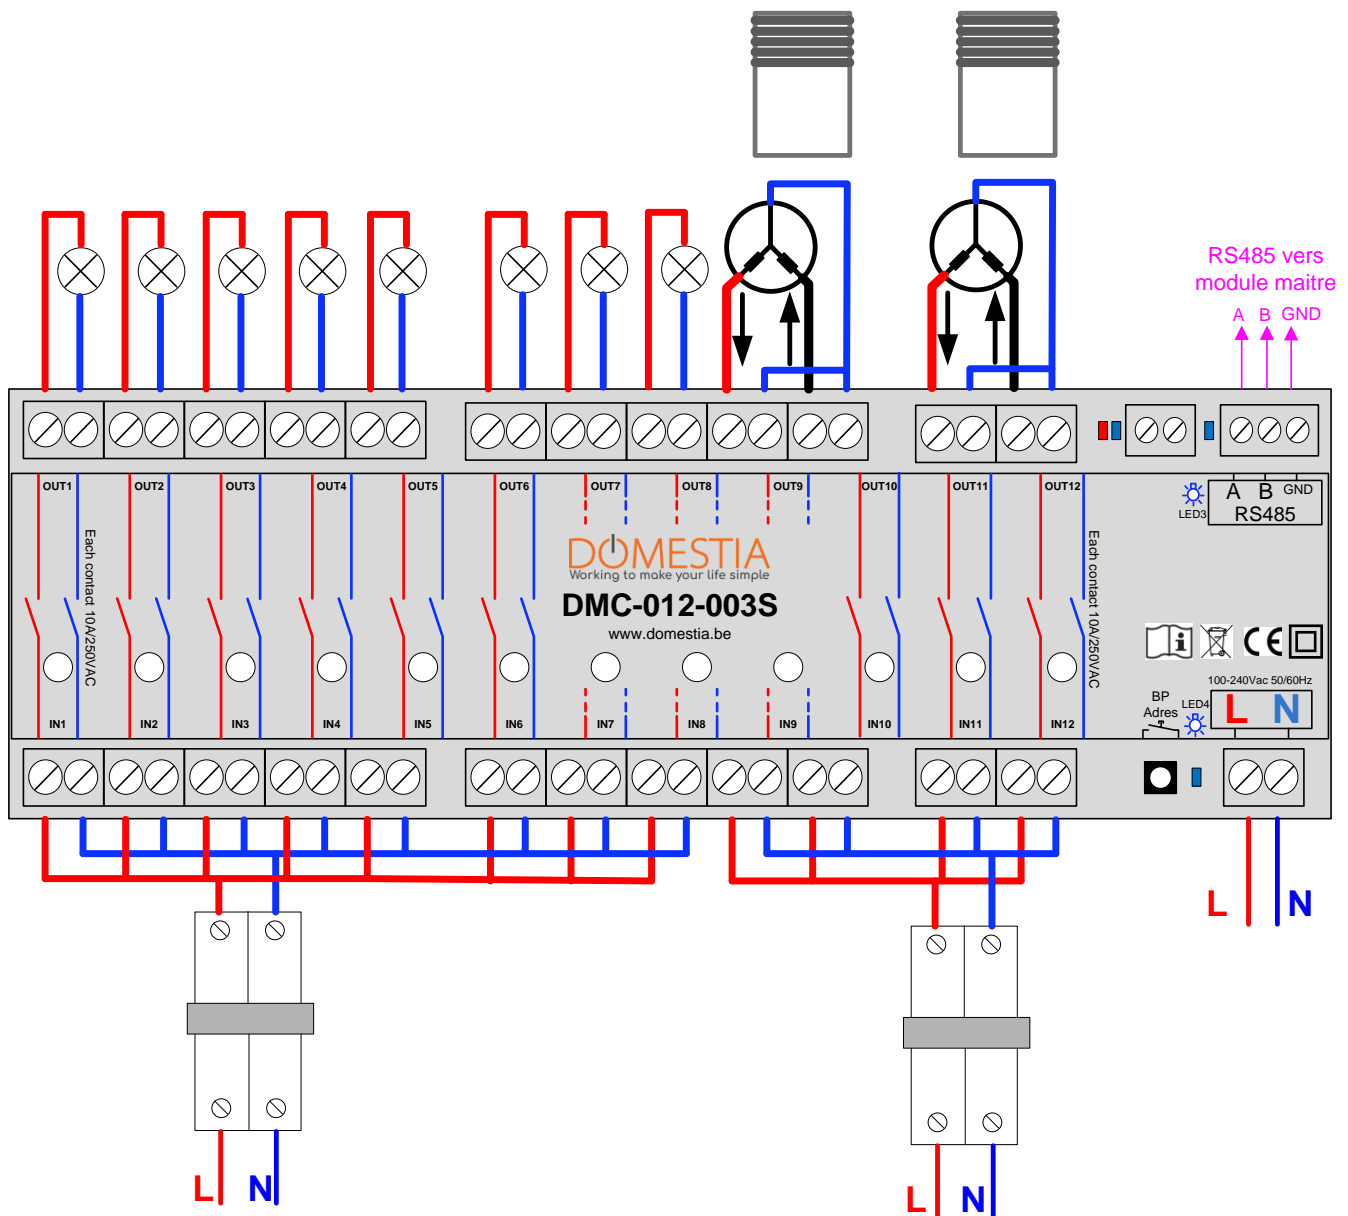 RS485 vers
module maitre
A B GND
OUT1 OUT2 OUT3 OUT4 OUT5 OUT6 OUT7 OUT8 OUT9 OUT10 OUT11 OUT12
A B GND
LED3
RS485
Each contact 10A/250VAC
Each contact 10A/250VAC
DOMESTIA
Working to make your life simple
DMC-012-003S
www.domestia.be
i
CE
100-240Vac 50/60Hz
BP
Adres
LED4
L N
IN1 IN2 IN3 IN4 IN5 IN6 IN7 IN8 IN9 IN10 IN11 IN12
L N
L N
L N